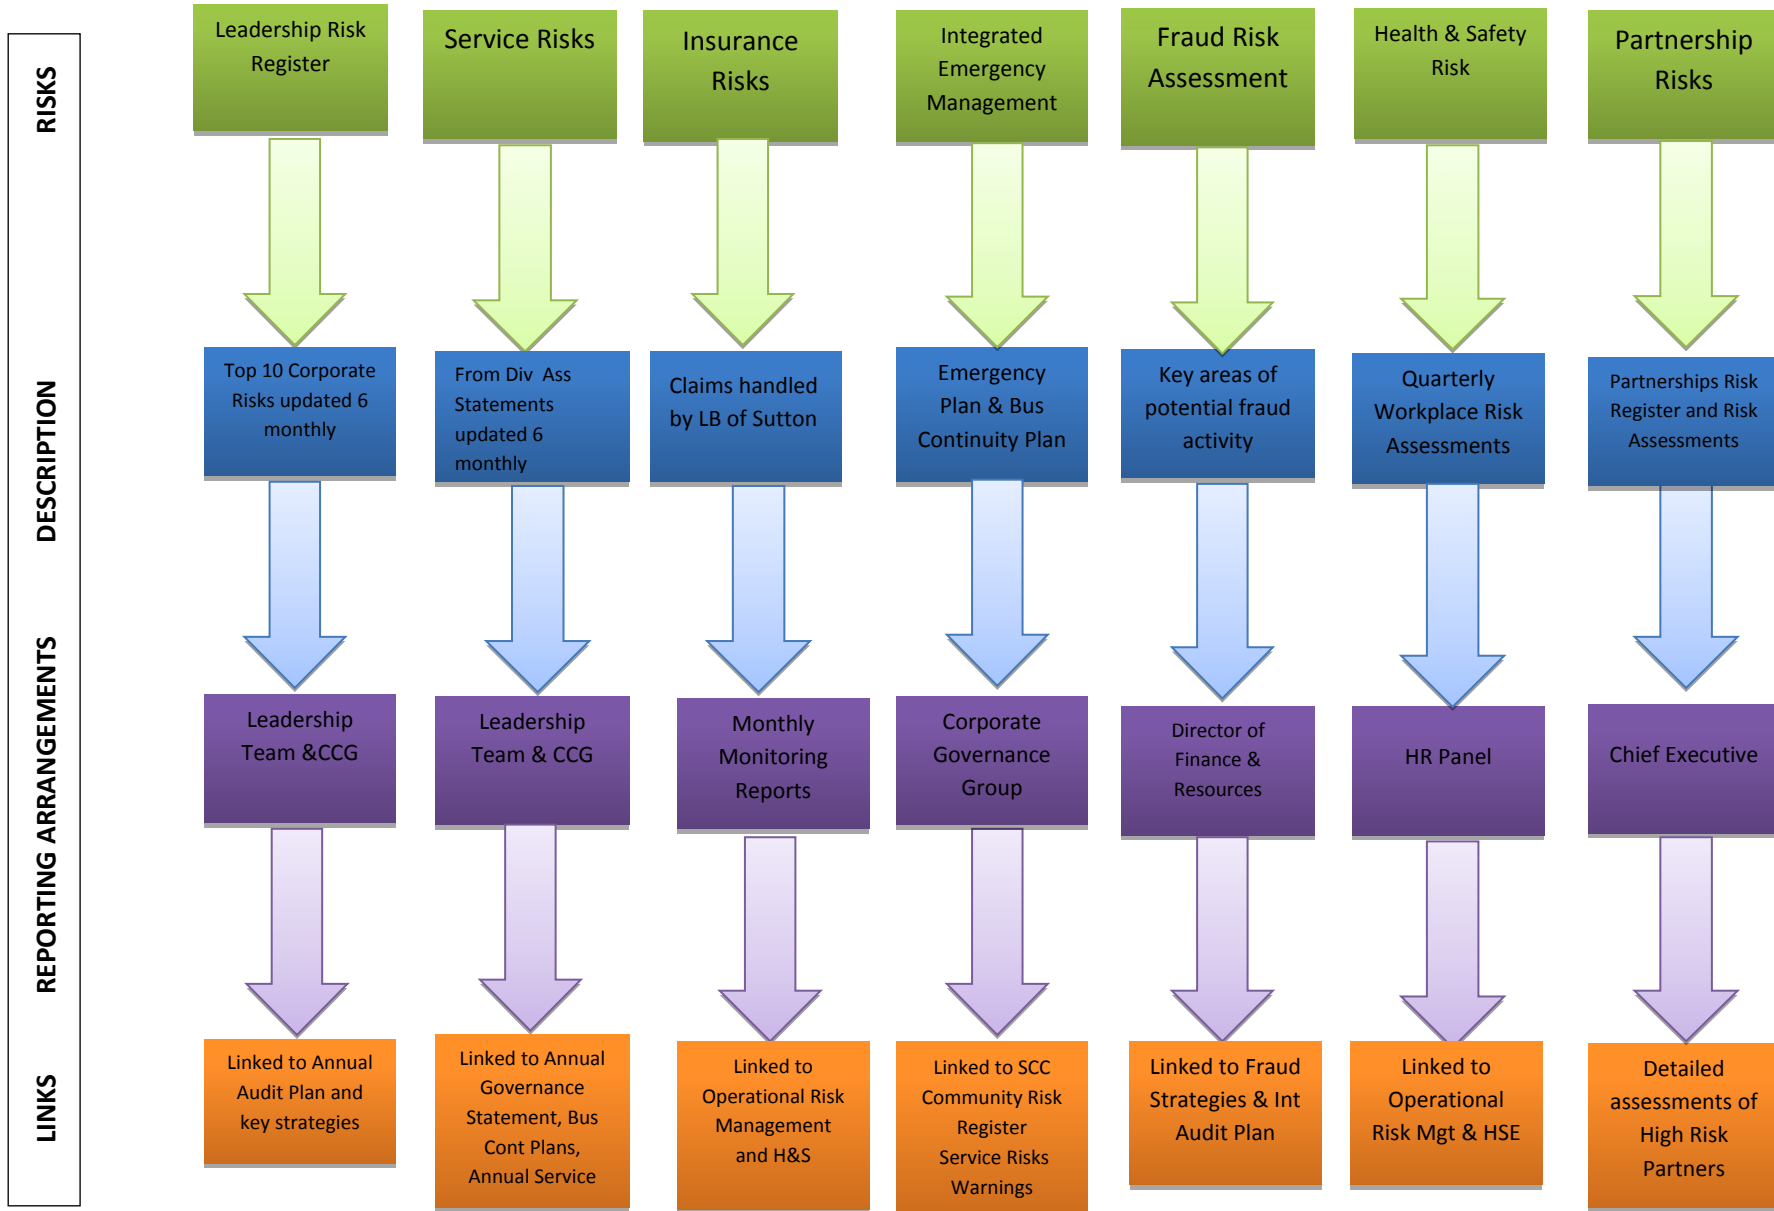 RISKS
Leadership Risk
Register
Service Risks
Insurance
Risks
Integrated
Emergency
Management
Fraud Risk
Assessment
Health & Safety
Risk
Partnership
Risks
DESCRIPTION
Top 10 Corporate
Risks updated 6
monthly
From Div Ass
Statements
updated 6
monthly
Claims handled
by LB of Sutton
Emergency
Plan & Bus
Continuity Plan
Key areas of
potential fraud
activity
Quarterly
Workplace Risk
Assessments
Partnerships Risk
Register and Risk
Assessments
REPORTING ARRANGEMENTS
Leadership
Team &CCG
Leadership
Team & CCG
Monthly
Monitoring
Reports
Corporate
Governance
Group
Director of
Finance &
Resources
HR Panel
Chief Executive
LINKS
Linked to Annual
Audit Plan and
key strategies
Linked to Annual
Governance
Statement, Bus
Cont Plans,
Annual Service
Linked to
Operational Risk
Management
and H&S
Linked to SCC
Community Risk
Register
Service Risks
Warnings
Linked to Fraud
Strategies & Int
Audit Plan
Linked to
Operational
Risk Mgt & HSE
Detailed
assessments of
High Risk
Partners